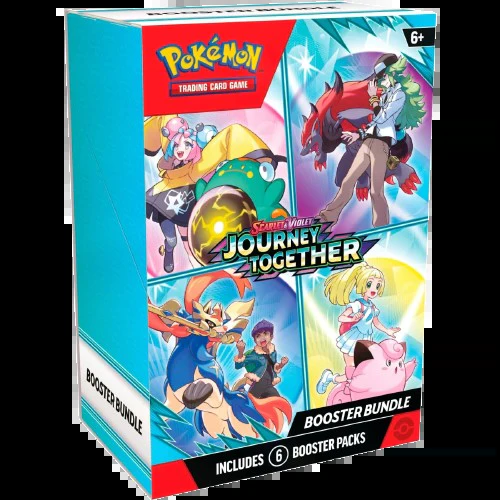 Pokémon
TRADING CARD GAME
6+
SCARLET & VIOLET
JOURNEY
TOGETHER
BOOSTER BUNDLE
BOOSTER BUNDLE
INCLUDES 6 BOOSTER PACKS